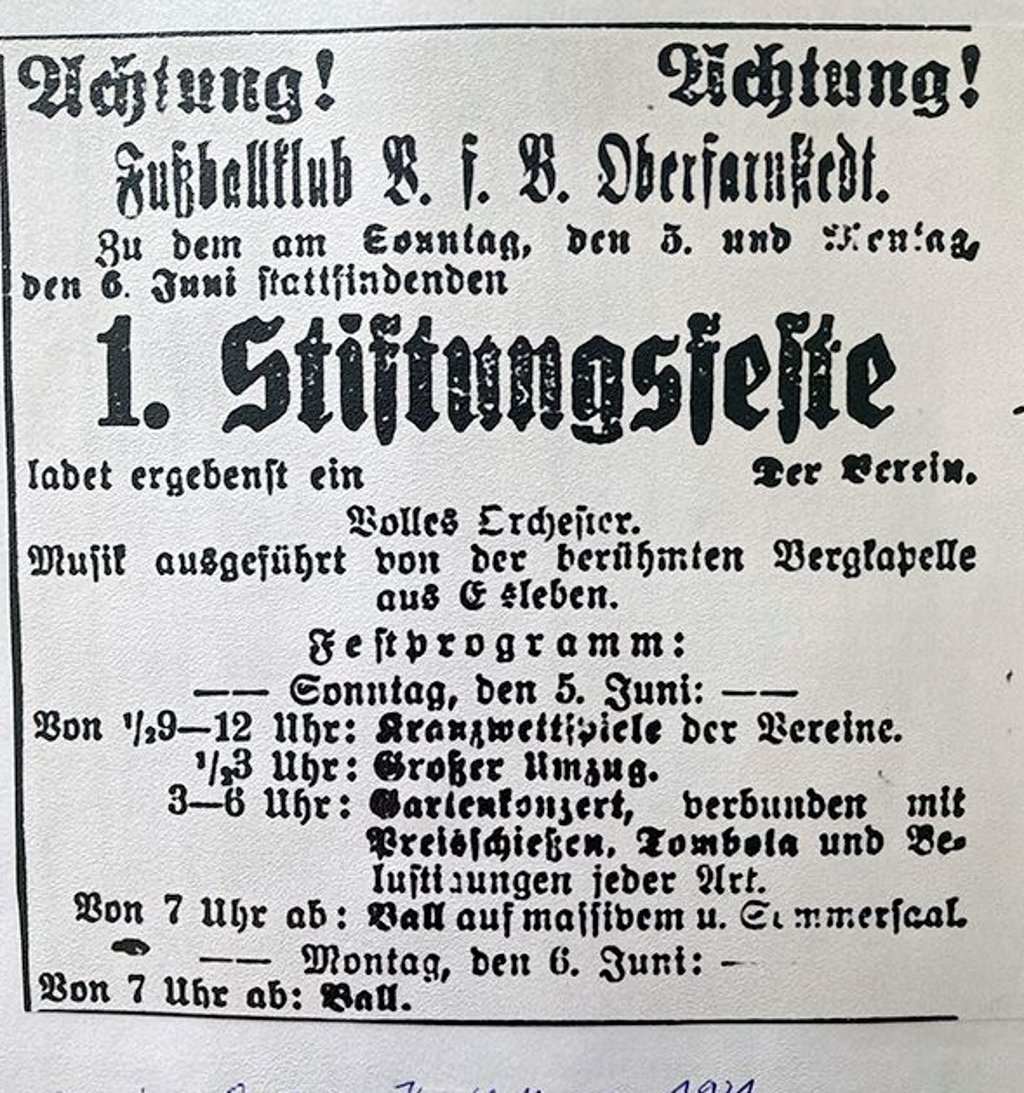 Achtung! Achtung!
Fußballklub V. f. B. Oberfarnstedt.
Zu dem am Sonntag, den 5. und Montag,
den 6. Juni stattfindenden
1. Stiftungsfeste
ladet ergebenst ein Der Verein.
Volles Orchester.
Musik ausgeführt von der berühmten Bergkapelle
aus Eisleben.
Festprogramm:
—— Sonntag, den 5. Juni: ——
Von ½9—12 Uhr: Kranzwettspiele der Vereine.
½3 Uhr: Großer Umzug.
3—6 Uhr: Gartenkonzert, verbunden mit
Preisschießen, Tombola und Be-
lustigungen jeder Art.
Von 7 Uhr ab: Ball auf massivem u. Sommersaal.
—— Montag, den 6. Juni: —
Von 7 Uhr ab: Ball.
1921